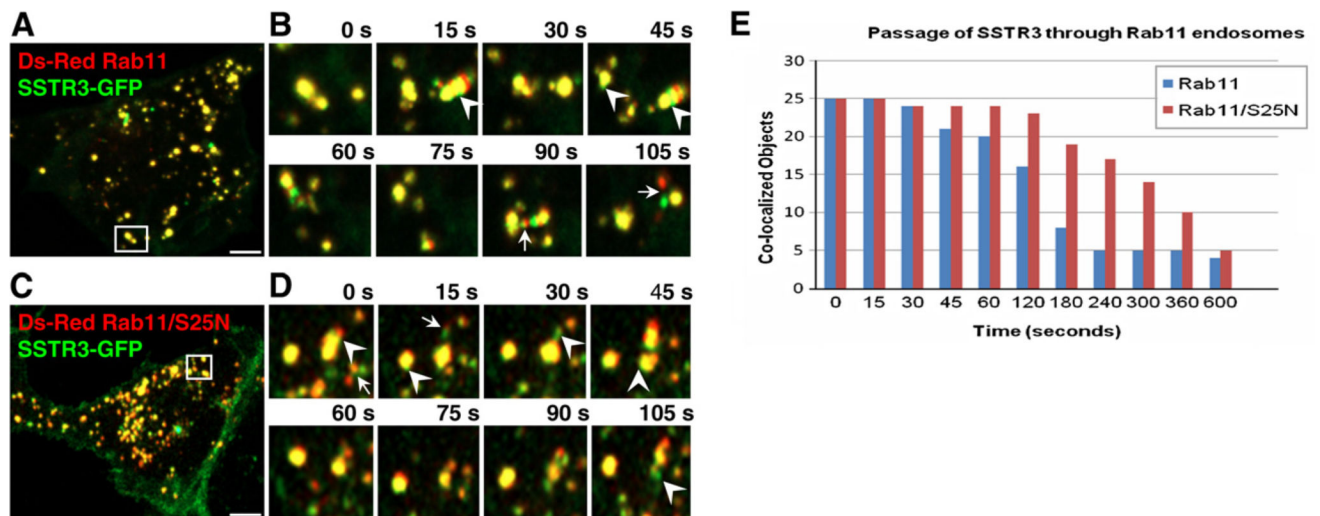 A
Ds-Red Rab11
SSTR3-GFP
B
0 s 15 s 30 s 45 s
60 s 75 s 90 s 105 s
C
Ds-Red Rab11/S25N
SSTR3-GFP
D
0 s 15 s 30 s 45 s
60 s 75 s 90 s 105 s
E
Passage of SSTR3 through Rab11 endosomes
Co-localized Objects
30
25
20
15
10
5
0
Rab11
Rab11/S25N
0 15 30 45 60 120 180 240 300 360 600
Time (seconds)